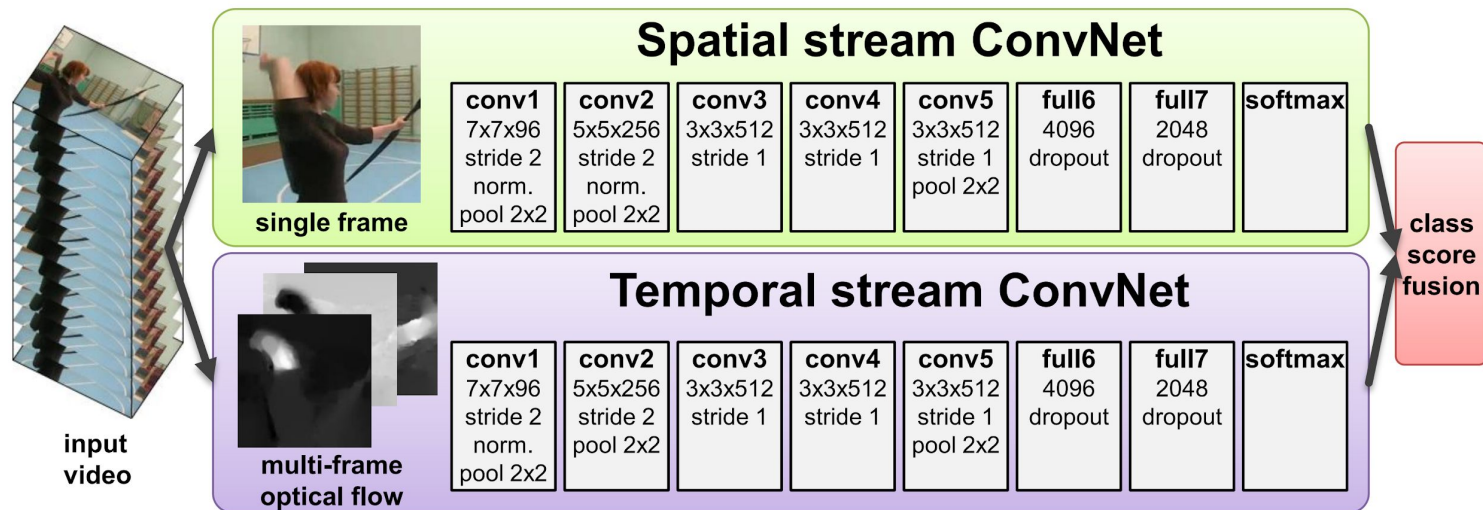 Spatial stream ConvNet
conv1
7x7x96
stride 2
norm.
pool 2x2
conv2
5x5x256
stride 2
norm.
pool 2x2
conv3
3x3x512
stride 1
conv4
3x3x512
stride 1
conv5
3x3x512
stride 1
pool 2x2
full6
4096
dropout
full7
2048
dropout
softmax
single frame
Temporal stream ConvNet
conv1
7x7x96
stride 2
norm.
pool 2x2
conv2
5x5x256
stride 2
pool 2x2
conv3
3x3x512
stride 1
conv4
3x3x512
stride 1
conv5
3x3x512
stride 1
pool 2x2
full6
4096
dropout
full7
2048
dropout
softmax
multi-frame
optical flow
input
video
class
score
fusion